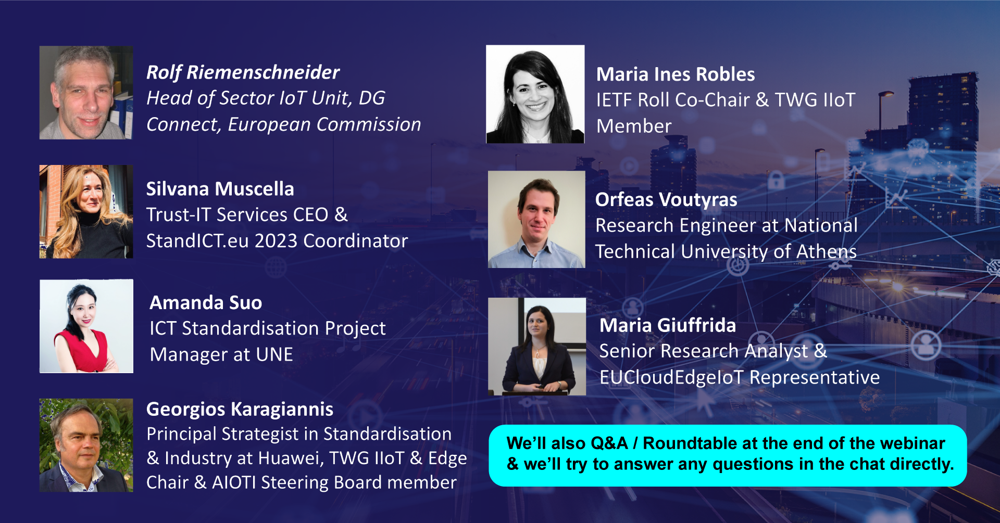 Rolf Riemenschneider
Head of Sector IoT Unit, DG
Connect, European Commission
Silvana Muscella
Trust-IT Services CEO &
StandICT.eu 2023 Coordinator
Amanda Suo
ICT Standardisation Project
Manager at UNE
Georgios Karagiannis
Principal Strategist in Standardisation
& Industry at Huawei, TWG IIoT & Edge
Chair & AIOTI Steering Board member
Maria Ines Robles
IETF Roll Co-Chair & TWG IIoT
Member
Orfeas Voutyras
Research Engineer at National
Technical University of Athens
Maria Giuffrida
Senior Research Analyst &
EUCloudEdgeIoT Representative
We’ll also Q&A / Roundtable at the end of the webinar
& we’ll try to answer any questions in the chat directly.